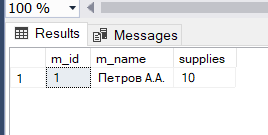 100 %
Results Messages
m_id m_name supplies
1 1 Петров А.А. 10